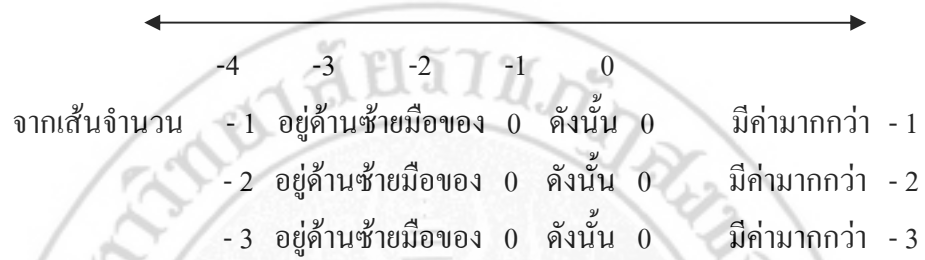 -4 -3 -2 -1 0
จากเส้นจำนวน - 1 อยู่ด้านซ้ายมือของ 0 ดังนั้น 0 มีค่ามากกว่า - 1
- 2 อยู่ด้านซ้ายมือของ 0 ดังนั้น 0 มีค่ามากกว่า - 2
- 3 อยู่ด้านซ้ายมือของ 0 ดังนั้น 0 มีค่ามากกว่า - 3